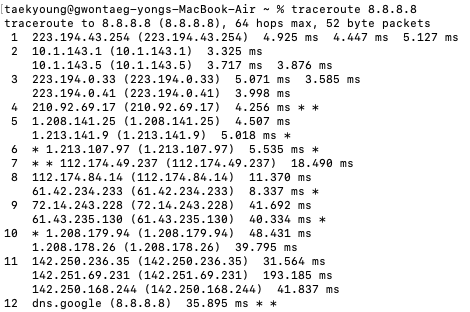 [taekyoung@gwontaeg-yongs-MacBook-Air ~ % traceroute 8.8.8.8
traceroute to 8.8.8.8 (8.8.8.8), 64 hops max, 52 byte packets
 1  223.194.43.254 (223.194.43.254)  4.925 ms  4.447 ms  5.127 ms
 2  10.1.143.1 (10.1.143.1)  3.325 ms
    10.1.143.5 (10.1.143.5)  3.717 ms  3.876 ms
 3  223.194.0.33 (223.194.0.33)  5.071 ms  3.585 ms
    223.194.0.41 (223.194.0.41)  3.998 ms
 4  210.92.69.17 (210.92.69.17)  4.256 ms * *
 5  1.208.141.25 (1.208.141.25)  4.507 ms
    1.213.141.9 (1.213.141.9)  5.018 ms *
 6  * 1.213.107.97 (1.213.107.97)  5.535 ms *
 7  * * 112.174.49.237 (112.174.49.237)  18.490 ms
 8  112.174.84.14 (112.174.84.14)  11.370 ms
    61.42.234.233 (61.42.234.233)  8.337 ms *
 9  72.14.243.228 (72.14.243.228)  41.692 ms
    61.43.235.130 (61.43.235.130)  40.334 ms *
10  * 1.208.179.94 (1.208.179.94)  48.431 ms
    1.208.178.26 (1.208.178.26)  39.795 ms
11  142.250.236.35 (142.250.236.35)  31.564 ms
    142.251.69.231 (142.251.69.231)  193.185 ms
    142.250.168.244 (142.250.168.244)  41.837 ms
12  dns.google (8.8.8.8)  35.895 ms * *